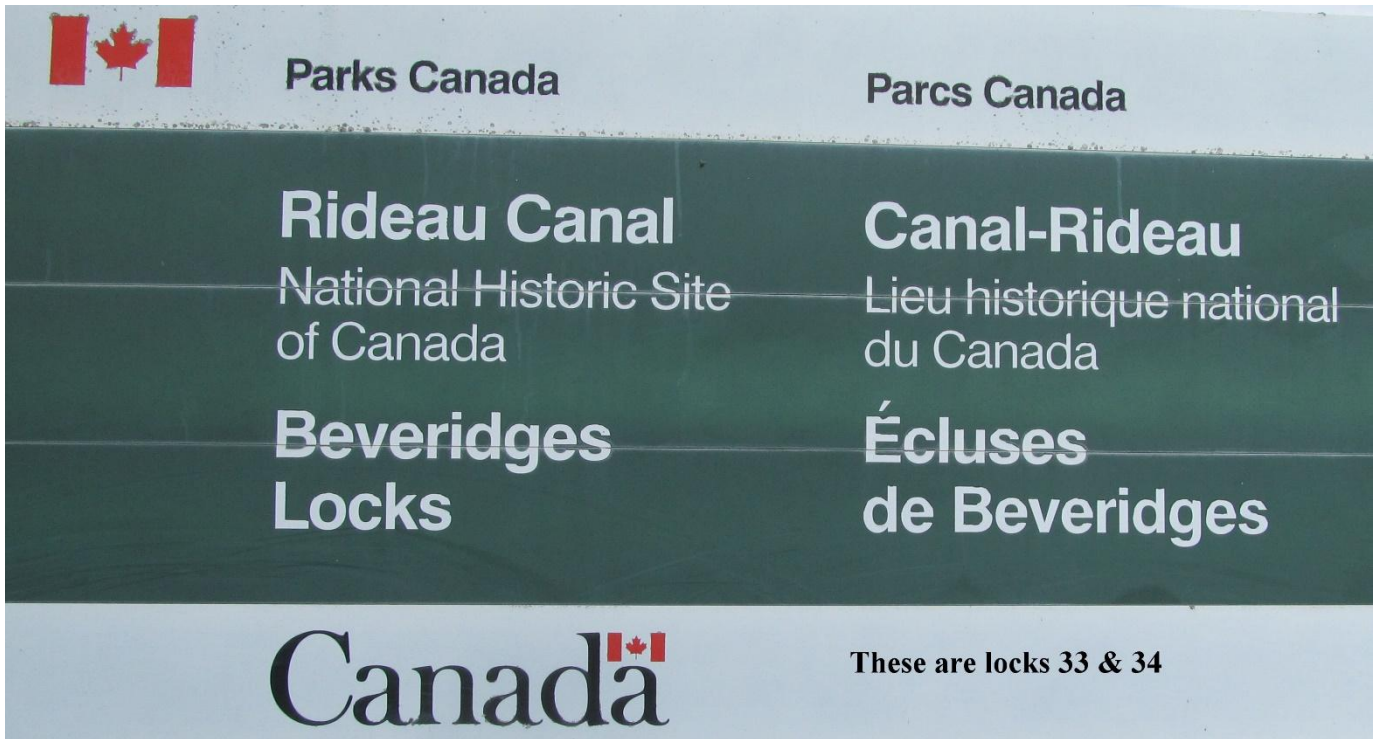 Parks Canada
Parcs Canada
Rideau Canal
National Historic Site
of Canada
Beveridges
Locks
Canal-Rideau
Lieu historique national
du Canada
Écluses
de Beveridges
Canada
These are locks 33 & 34